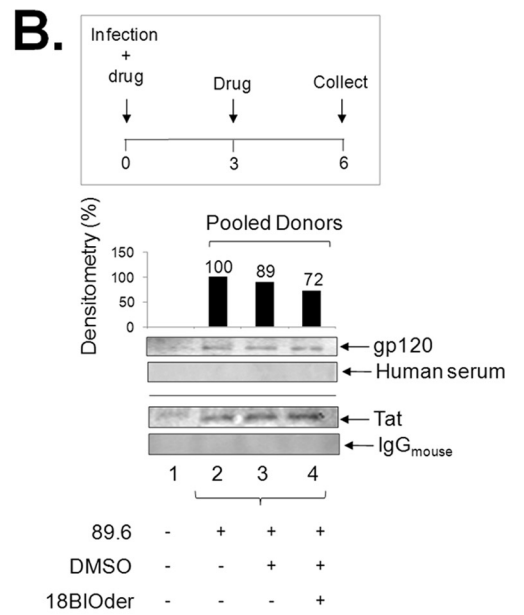 B.
Infection
+
drug
Drug
Collect
0 3 6
Pooled Donors
Densitometry (%)
150
100
50
0
100 89 72
gp120
Human serum
Tat
IgGmouse
1 2 3 4
89.6 - + + +
DMSO - - + +
18BIOder - - - +